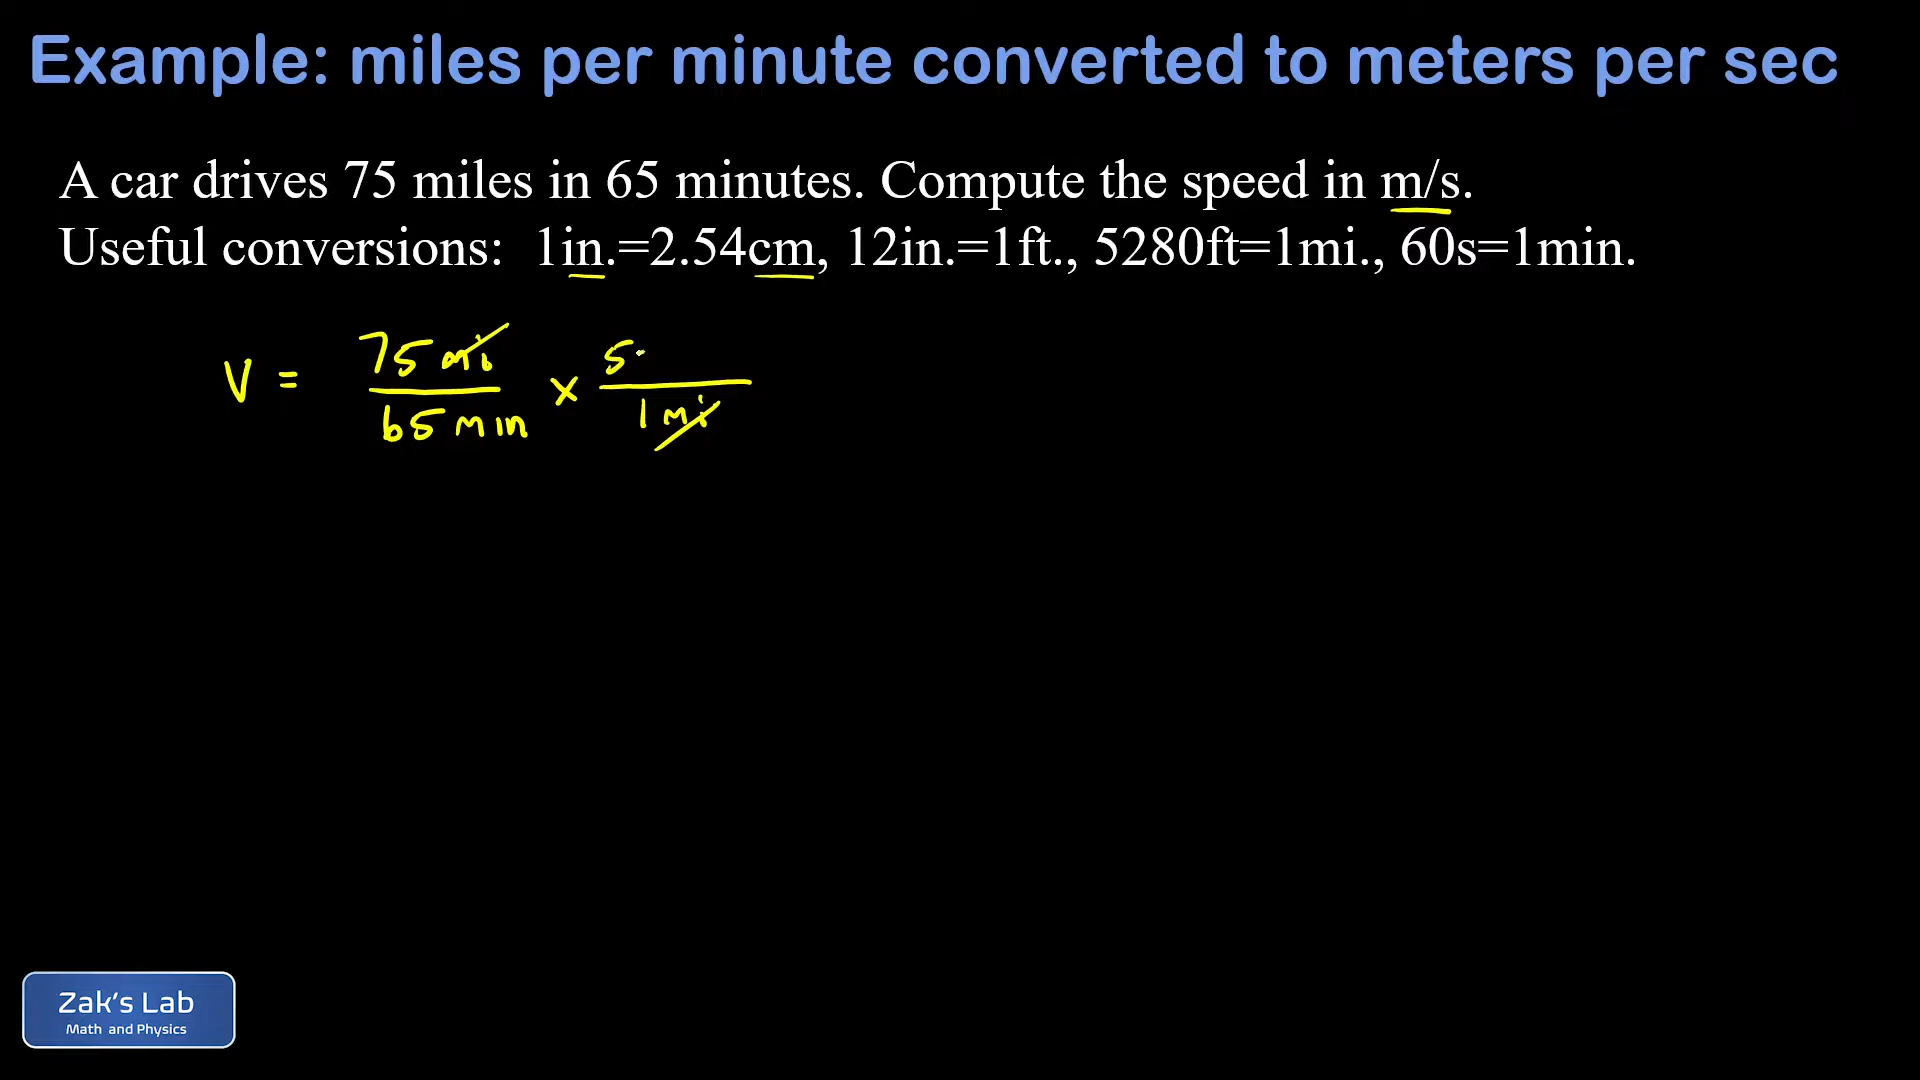 Example: miles per minute converted to meters per sec
A car drives 75 miles in 65 minutes. Compute the speed in m/s.
Useful conversions: 1in.=2.54cm, 12in.=1ft., 5280ft=1mi., 60s=1min.
V = 75 mi / 65 min × 5 / 1 mi
Zak's Lab
Math and Physics